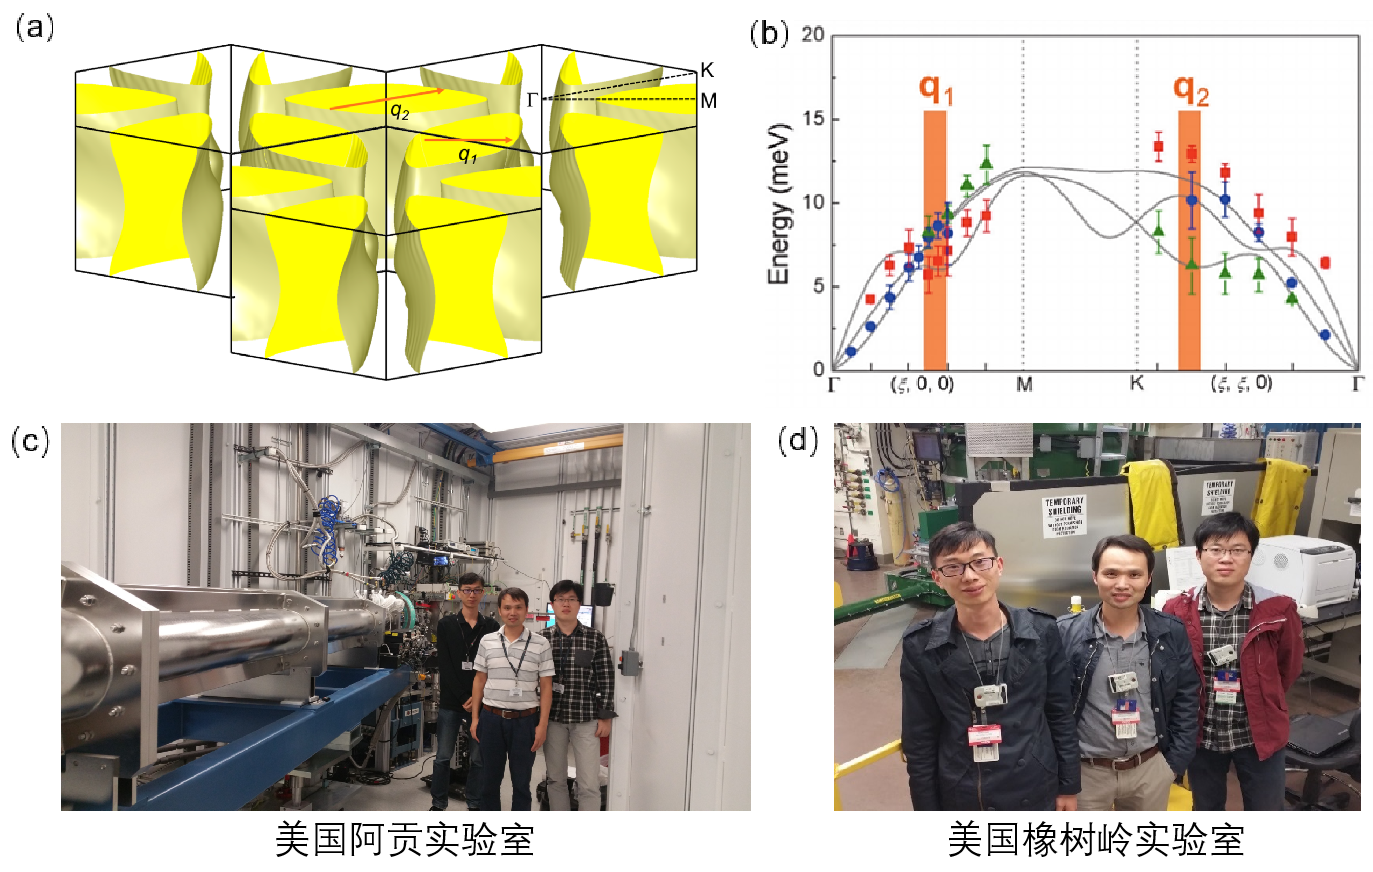 (a)
K
Γ
M
q2
q1
(b)
20
15
10
5
0
Energy (meV)
q1
q2
Γ
(ξ, 0, 0)
M
K
(ξ, ξ, 0)
Γ
(c)
(d)
TEMPORARY
SHIELDING
TEMPORARY
SHIELDING
美国阿贡实验室
美国橡树岭实验室